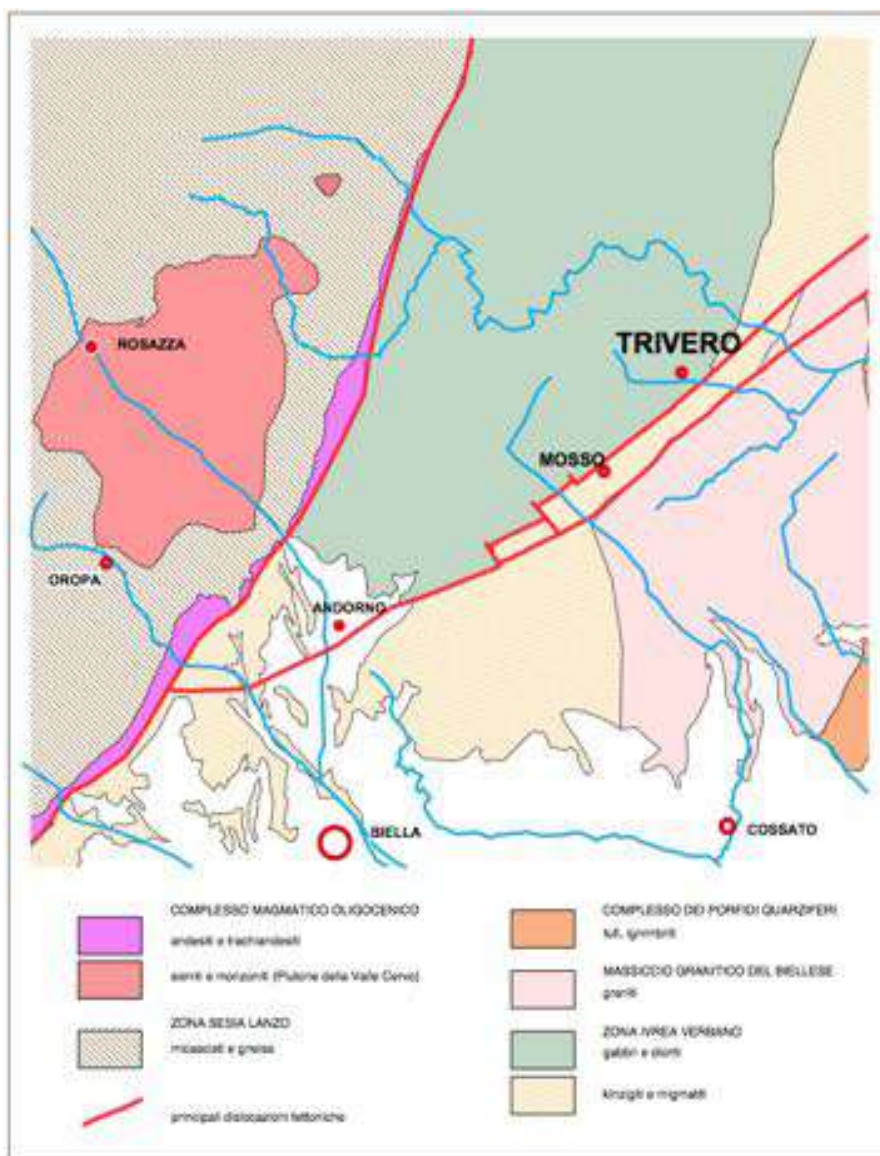 TRIVERO
ROSAZZA
MOSSO
OROPA
ANDORNO
BIELLA
COSSATO
COMPLESSO MAGMATICO OLIGOCENICO
andesiti e trachiandesiti
sieniti e monzoniti (Plutone della Valle Cervo)
ZONA SESIA LANZO
micascisti e gneiss
principali dislocazioni tettoniche
COMPLESSO DEI PORFIDI QUARZIFERI
tufi, ignimbriti
MASSICCIO GRANITICO DEL BIELLESE
graniti
ZONA IVREA VERBANO
gabbri e dioriti
kinzigiti e migmatiti